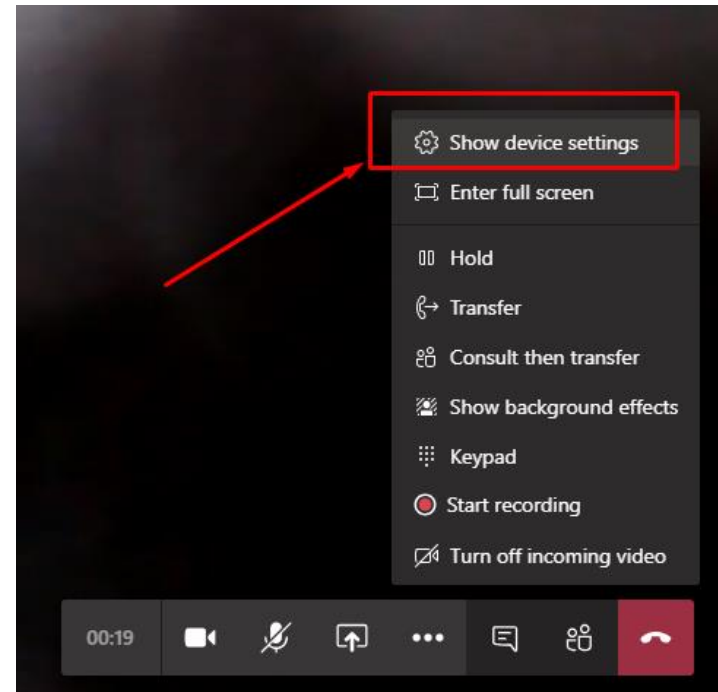 Show device settings
Enter full screen
Hold
Transfer
Consult then transfer
Show background effects
Keypad
Start recording
Turn off incoming video
00:19